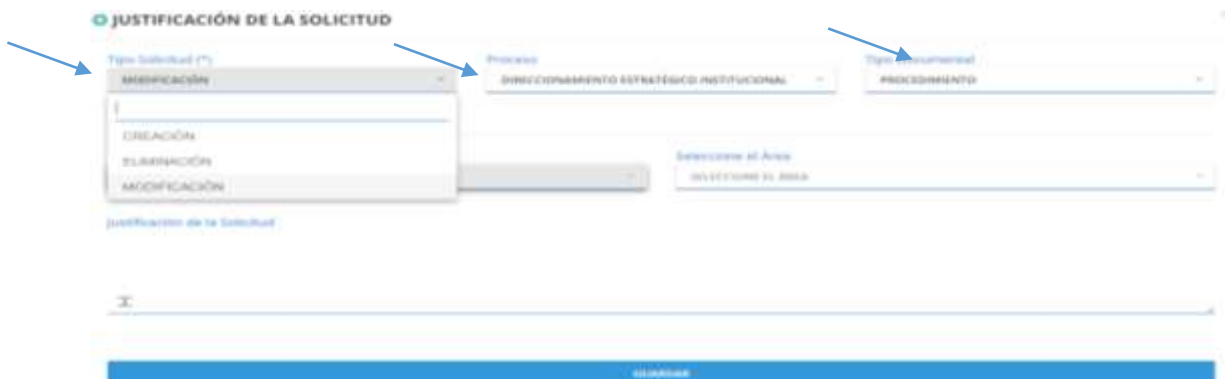 JUSTIFICACIÓN DE LA SOLICITUD
Tipo Solicitud (*)
Proceso
Tipo Documental
MODIFICACIÓN
DIRECCIONAMIENTO ESTRATÉGICO INSTITUCIONAL
PROCEDIMIENTO
CREACIÓN
ELIMINACIÓN
MODIFICACIÓN
Seleccione el Área
SELECCIONE EL ÁREA
Justificación de la Solicitud
GUARDAR